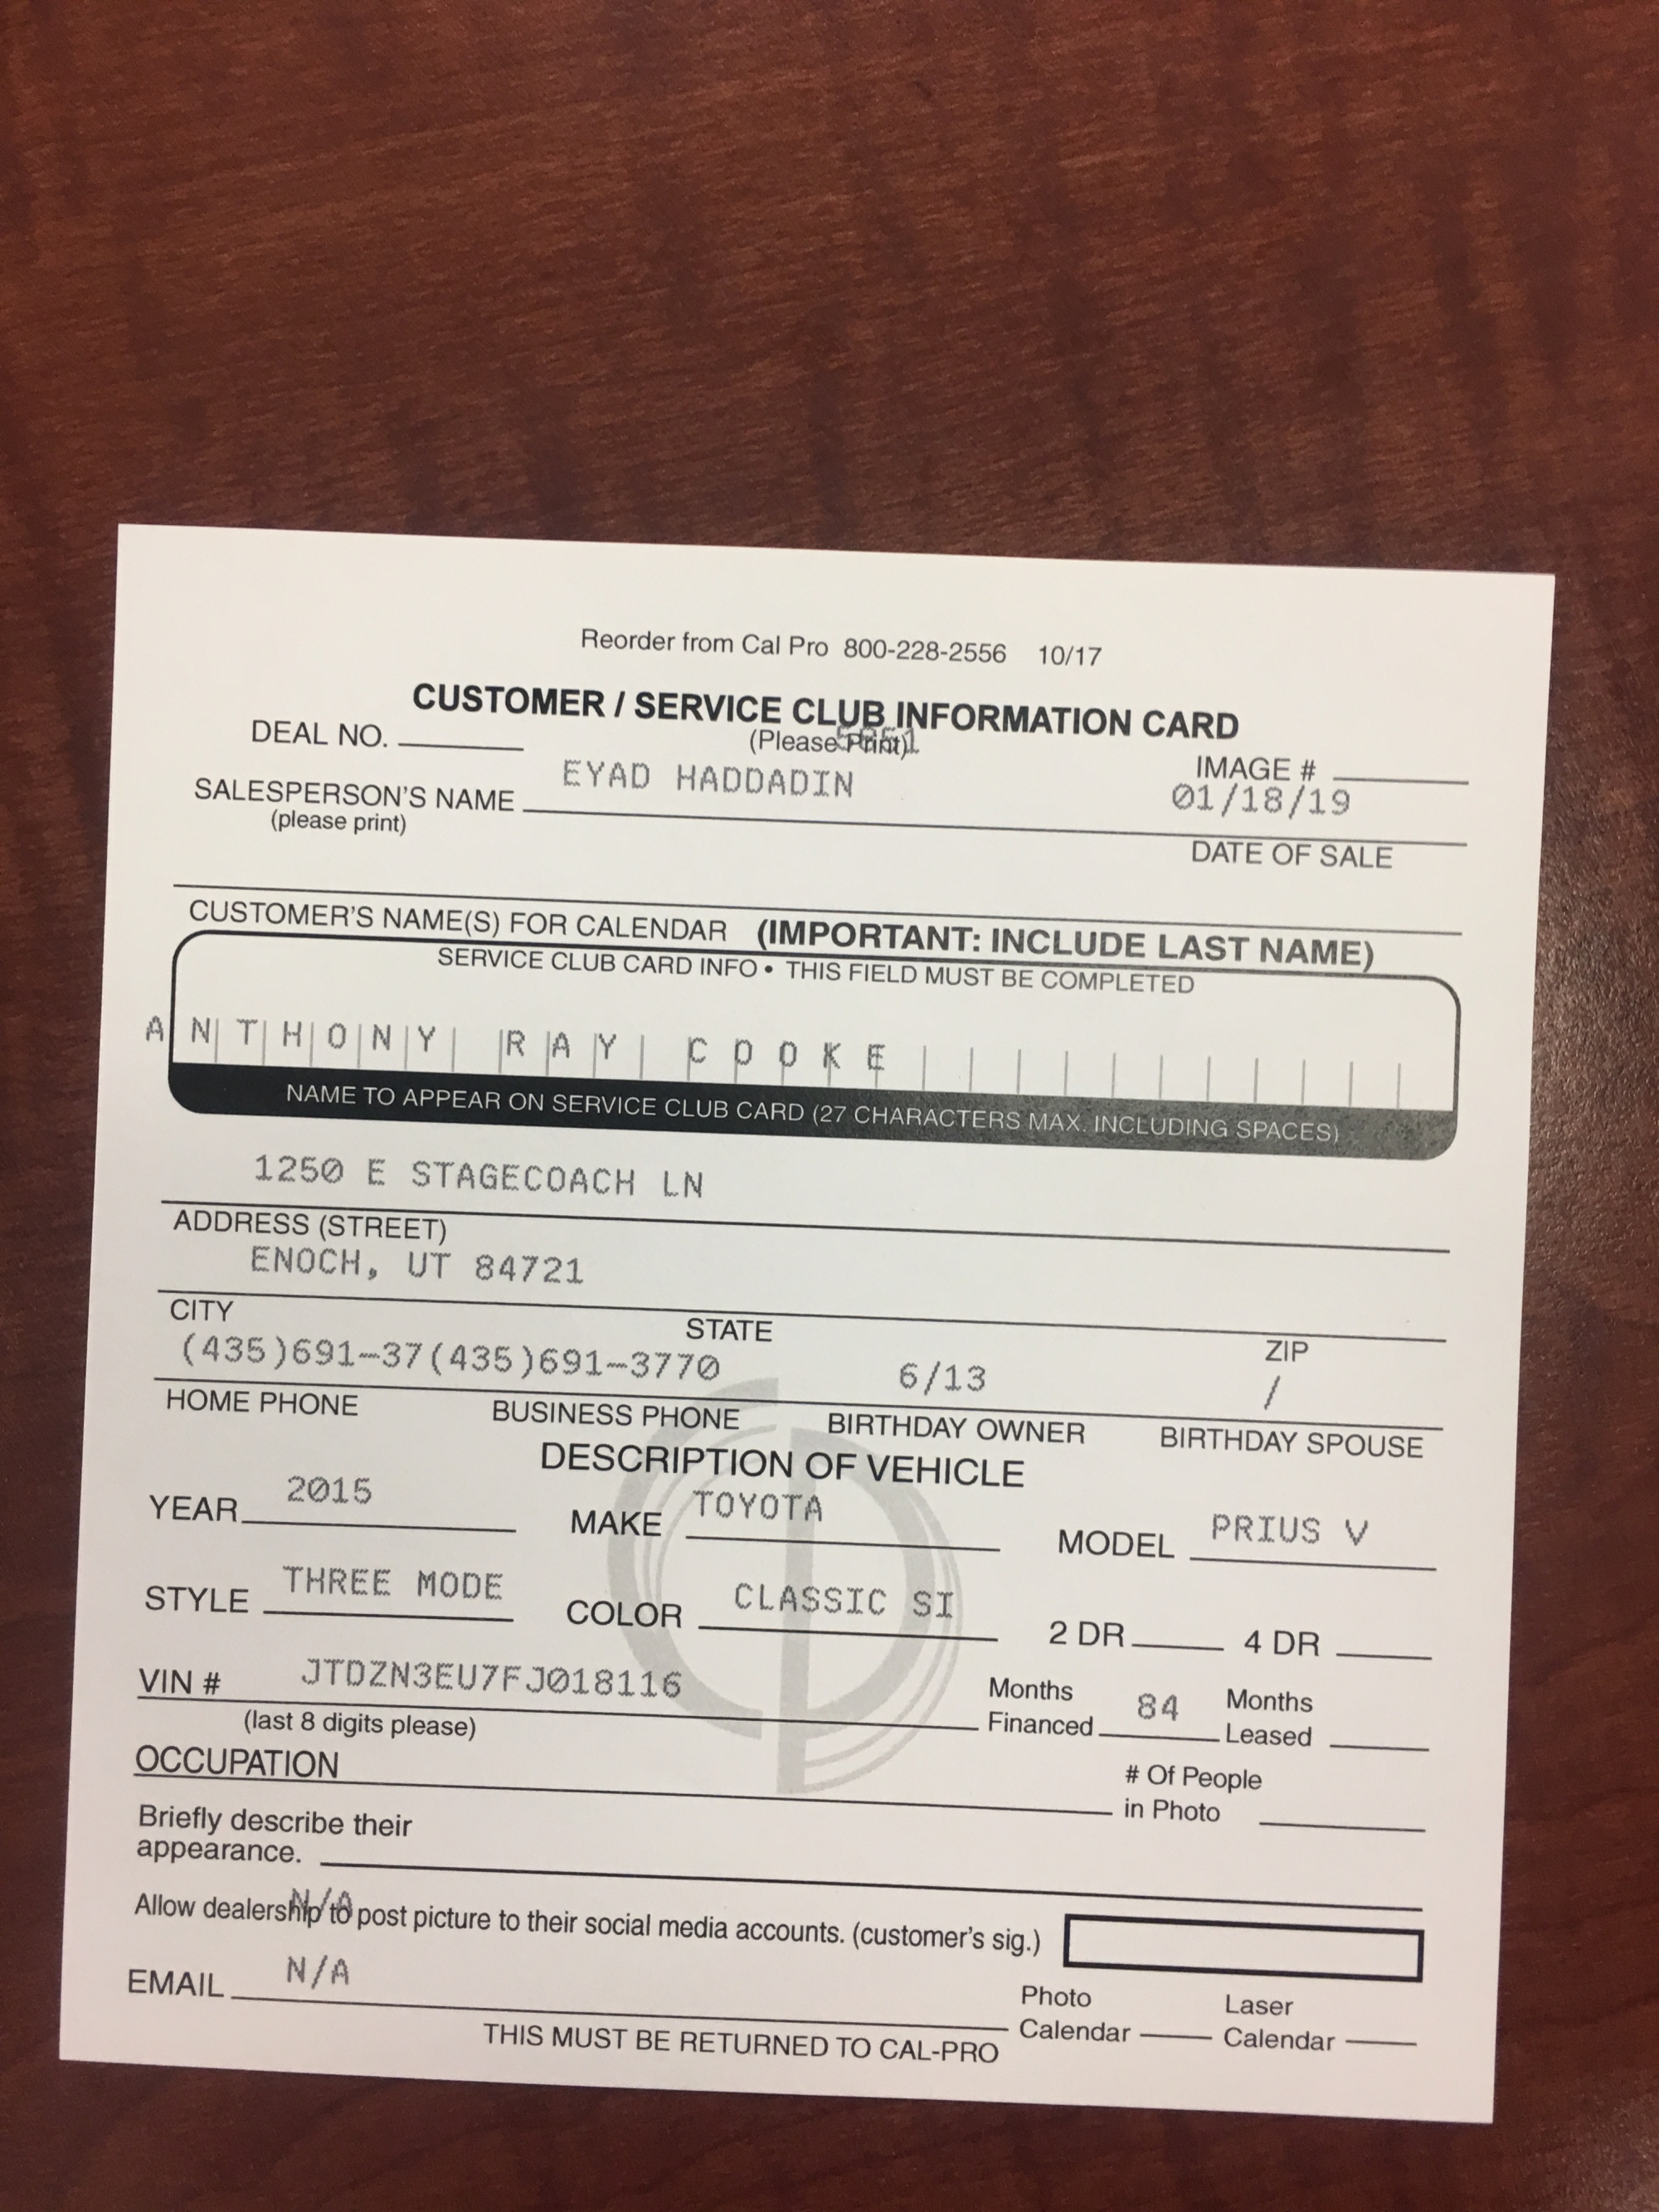 Reorder from Cal Pro 800-228-2556 10/17
CUSTOMER / SERVICE CLUB INFORMATION CARD
DEAL NO. (Please Print)
IMAGE #
SALESPERSON'S NAME EYAD HADDADIN 01/18/19
(please print) DATE OF SALE
CUSTOMER'S NAME(S) FOR CALENDAR (IMPORTANT: INCLUDE LAST NAME)
SERVICE CLUB CARD INFO • THIS FIELD MUST BE COMPLETED
ANTHONY RAY COOKE
NAME TO APPEAR ON SERVICE CLUB CARD (27 CHARACTERS MAX. INCLUDING SPACES)
1250 E STAGECOACH LN
ADDRESS (STREET)
ENOCH, UT 84721
CITY STATE ZIP
(435)691-37(435)691-3770 6/13 /
HOME PHONE BUSINESS PHONE BIRTHDAY OWNER BIRTHDAY SPOUSE
DESCRIPTION OF VEHICLE
YEAR 2015 MAKE TOYOTA MODEL PRIUS V
STYLE THREE MODE COLOR CLASSIC SI 2 DR 4 DR
VIN # JTDZN3EU7FJ018116 Months Financed 84 Months Leased
(last 8 digits please)
OCCUPATION # Of People in Photo
Briefly describe their
appearance.
N/A
Allow dealership to post picture to their social media accounts. (customer's sig.)
EMAIL N/A Photo Calendar Laser Calendar
THIS MUST BE RETURNED TO CAL-PRO